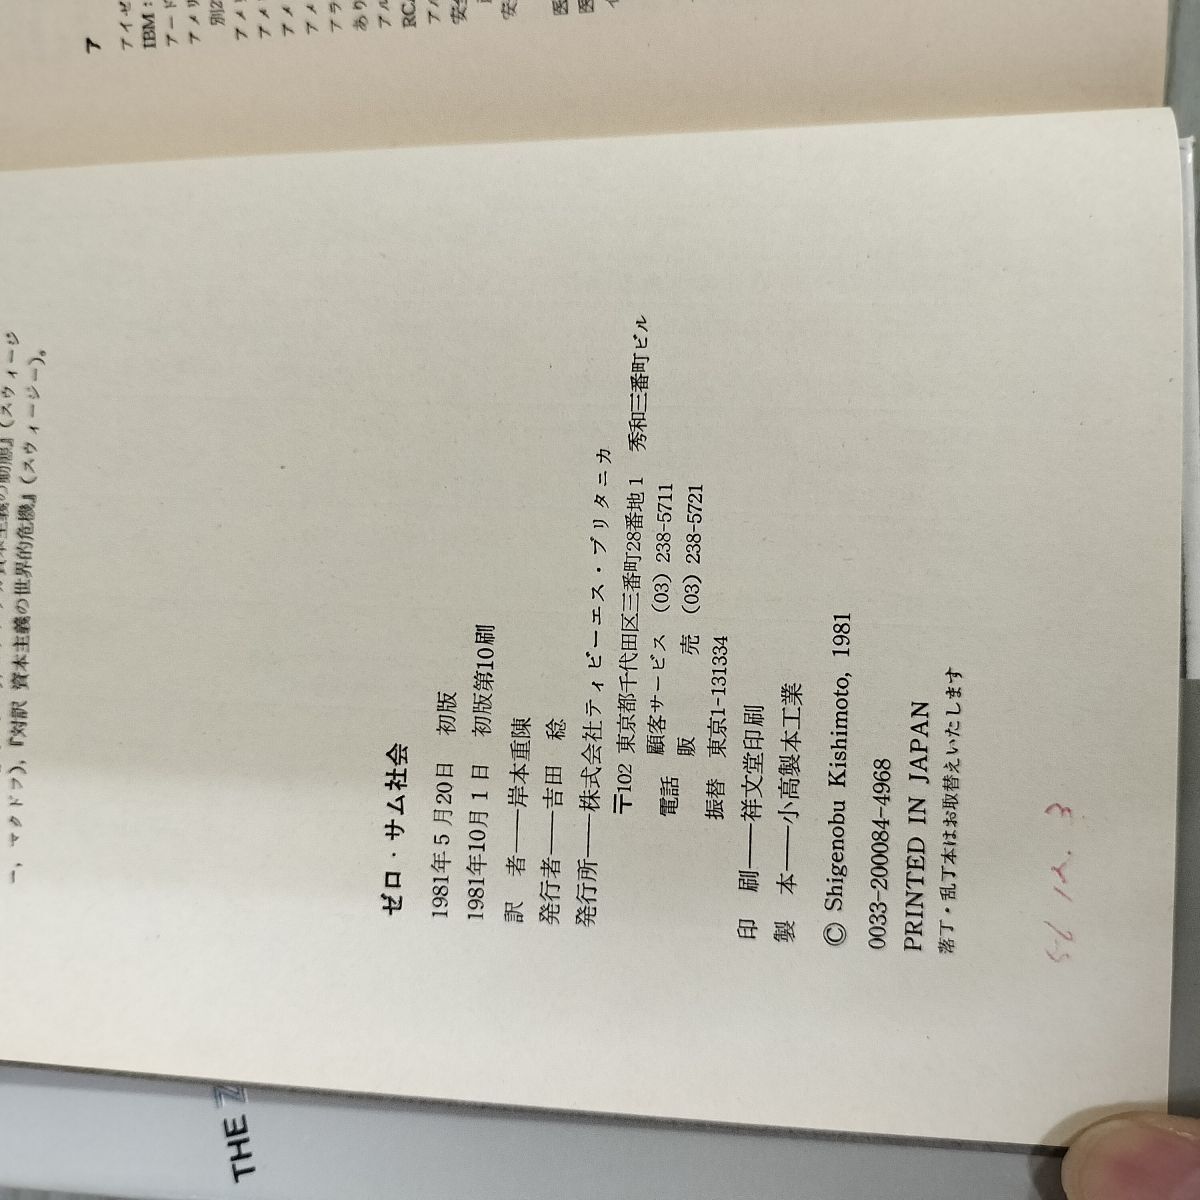 『対訳 資本主義の世界的危機』(スウィージー)。
ゼロ・サム社会
1981年5月20日 初版
1981年10月1日 初版第10刷
訳 者——岸本重陳
発行者——吉田 稔
発行所——株式会社ティビーエス・ブリタニカ
〒102 東京都千代田区三番町28番地1 秀和三番町ビル
電話 顧客サービス (03) 238-5711
販 売 (03) 238-5721
振替 東京1-131334
印 刷——祥文堂印刷
製 本——小高製本工業
© Shigenobu Kishimoto, 1981
0033-200084-4968
PRINTED IN JAPAN
落丁・乱丁本はお取替えいたします
56 12. 3
ア
IBM:
THE Z